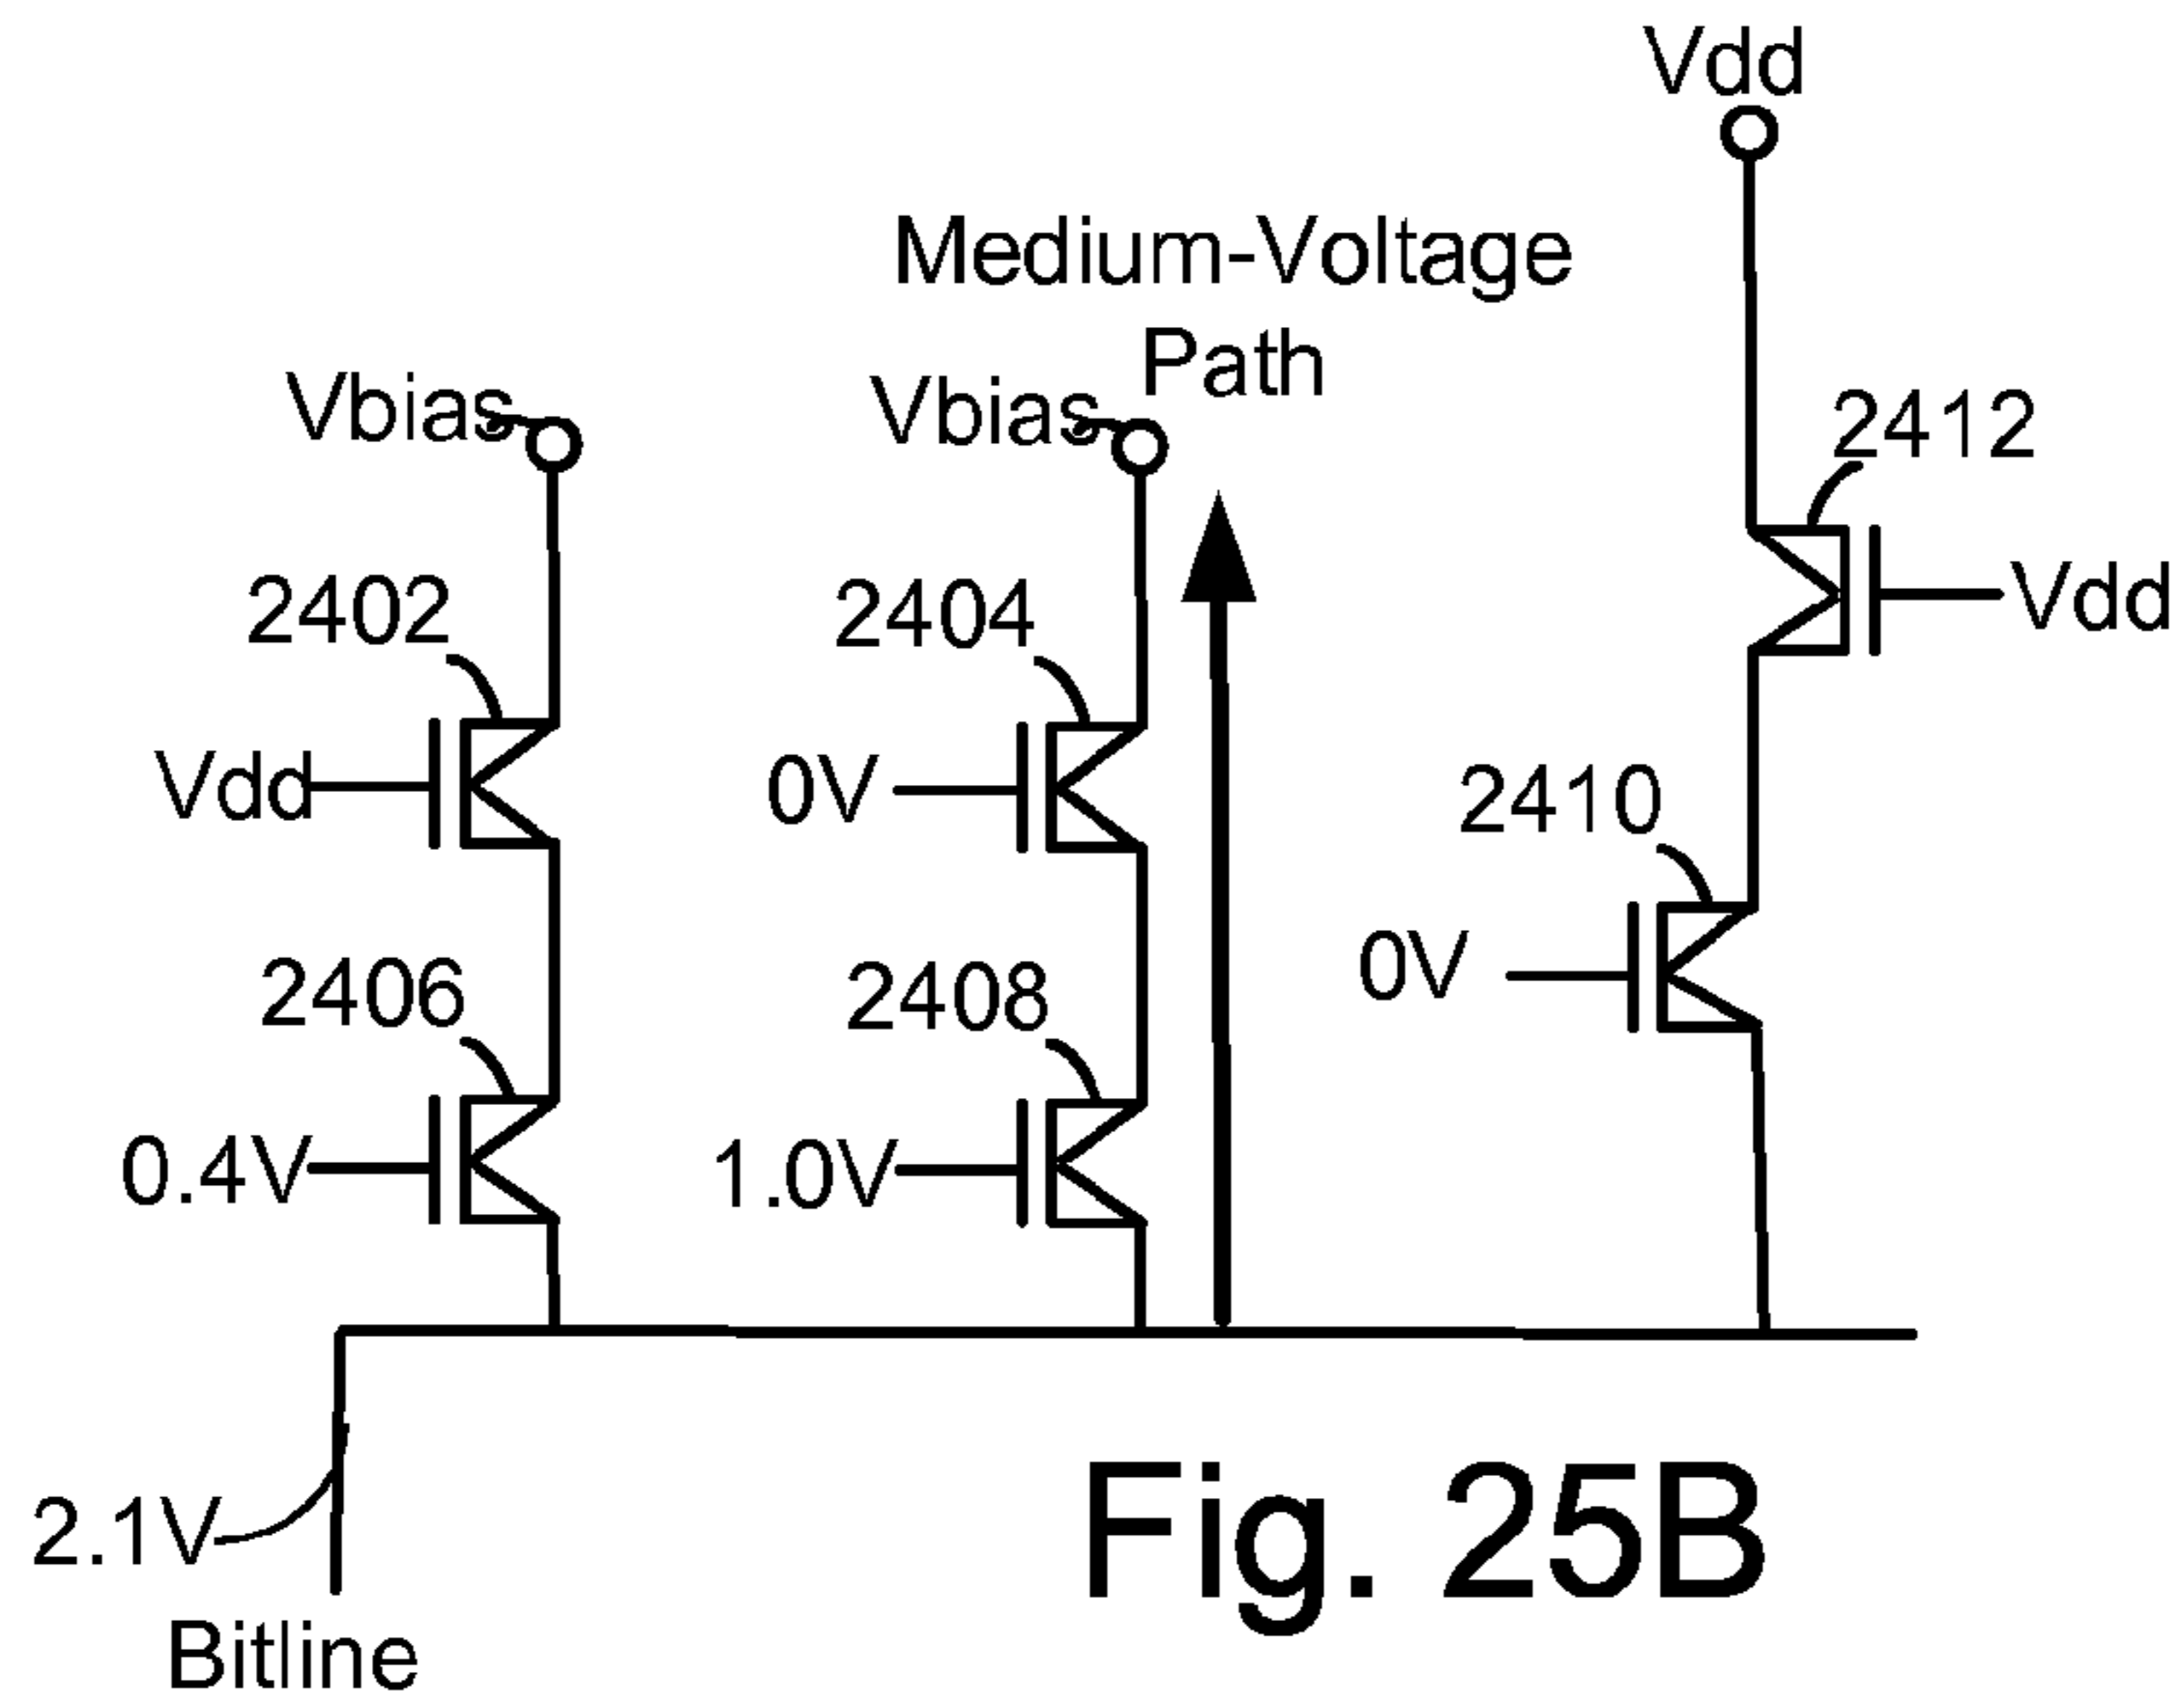 Vdd
Medium-Voltage
Path
Vbias
Vbias
2412
2402
2404
Vdd
Vdd
0V
2410
2406
2408
0V
0.4V
1.0V
2.1V
Bitline
Fig. 25B